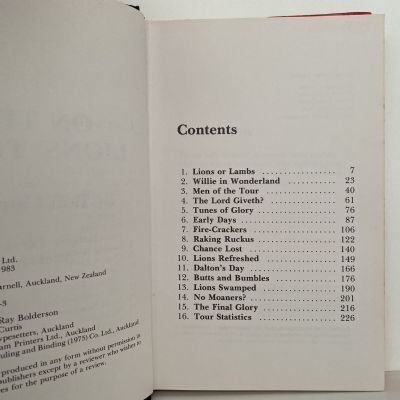 Ltd.
1983
arnell, Auckland, New Zealand
-3
Ray Bolderson
Curtis
ypesetters, Auckland
am Printers Ltd., Auckland
uling and Binding (1975) Co. Ltd., Auckland
produced in any form without permission in
publishers except by a reviewer who wishes to
es for the purpose of a review.
Contents
1. Lions or Lambs .................... 7
2. Willie in Wonderland ............. 23
3. Men of the Tour .................. 40
4. The Lord Giveth? ................. 61
5. Tunes of Glory ................... 76
6. Early Days ....................... 87
7. Fire-Crackers .................... 106
8. Raking Ruckus .................... 122
9. Chance Lost ...................... 140
10. Lions Refreshed .................. 149
11. Dalton's Day ..................... 166
12. Butts and Bumbles ................ 176
13. Lions Swamped .................... 190
14. No Moaners? ...................... 201
15. The Final Glory .................. 216
16. Tour Statistics .................. 226